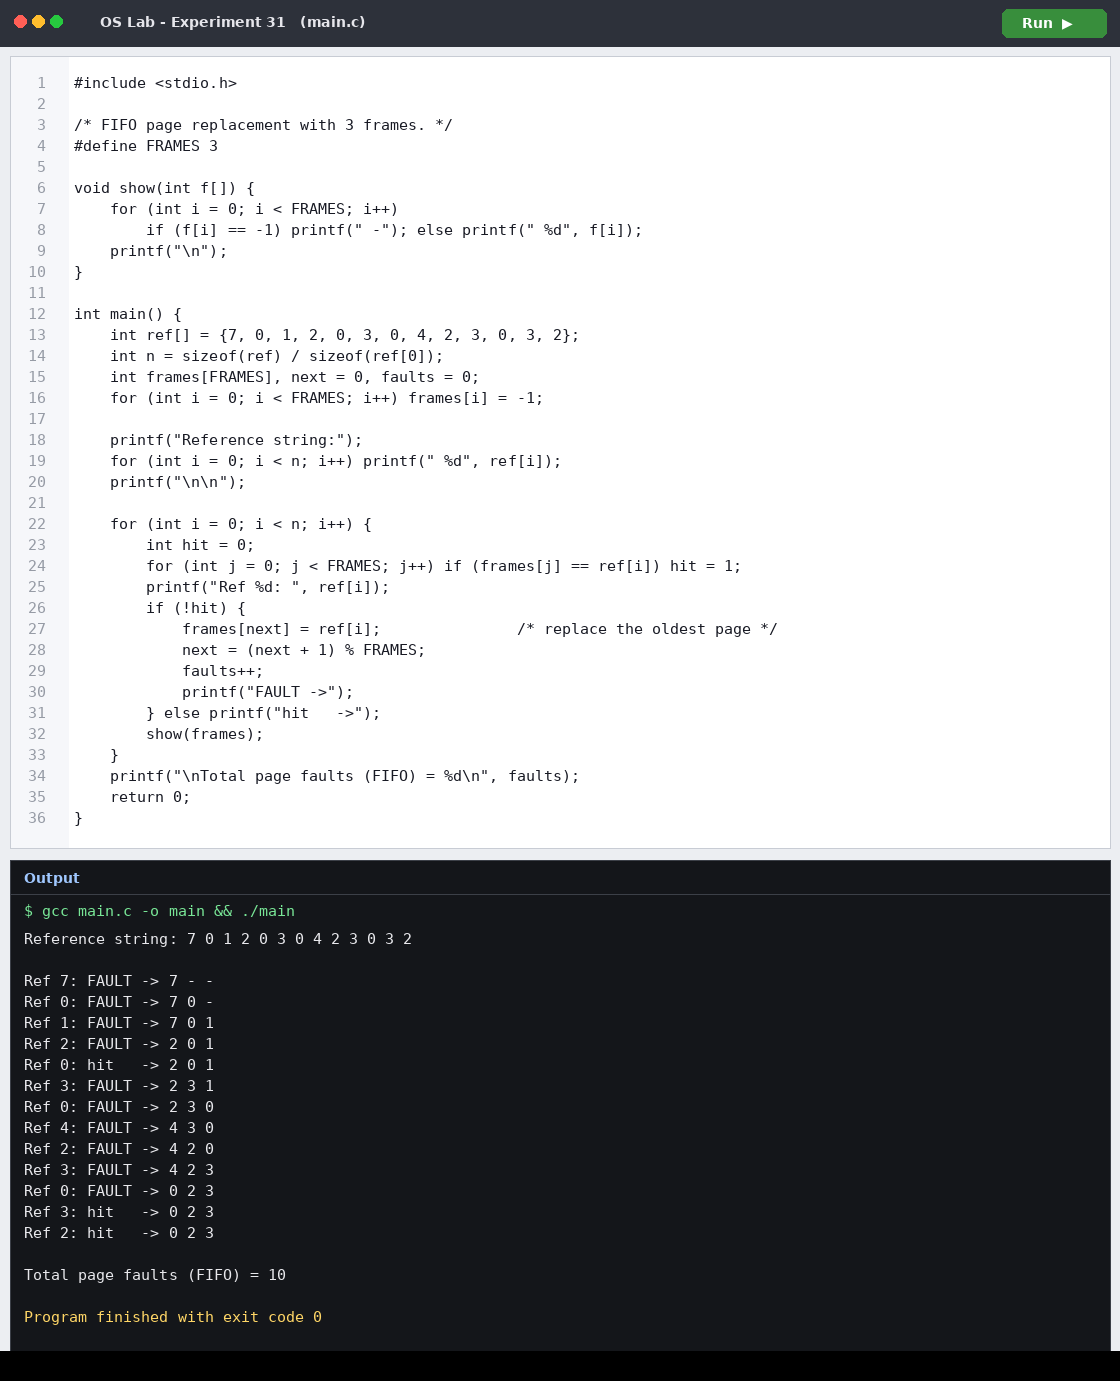 OS Lab - Experiment 31   (main.c)
Run ▶
1 #include <stdio.h>
2
3 /* FIFO page replacement with 3 frames. */
4 #define FRAMES 3
5
6 void show(int f[]) {
7     for (int i = 0; i < FRAMES; i++)
8         if (f[i] == -1) printf(" -"); else printf(" %d", f[i]);
9     printf("\n");
10 }
11
12 int main() {
13     int ref[] = {7, 0, 1, 2, 0, 3, 0, 4, 2, 3, 0, 3, 2};
14     int n = sizeof(ref) / sizeof(ref[0]);
15     int frames[FRAMES], next = 0, faults = 0;
16     for (int i = 0; i < FRAMES; i++) frames[i] = -1;
17
18     printf("Reference string:");
19     for (int i = 0; i < n; i++) printf(" %d", ref[i]);
20     printf("\n\n");
21
22     for (int i = 0; i < n; i++) {
23         int hit = 0;
24         for (int j = 0; j < FRAMES; j++) if (frames[j] == ref[i]) hit = 1;
25         printf("Ref %d: ", ref[i]);
26         if (!hit) {
27             frames[next] = ref[i];               /* replace the oldest page */
28             next = (next + 1) % FRAMES;
29             faults++;
30             printf("FAULT ->");
31         } else printf("hit   ->");
32         show(frames);
33     }
34     printf("\nTotal page faults (FIFO) = %d\n", faults);
35     return 0;
36 }
Output
$ gcc main.c -o main && ./main
Reference string: 7 0 1 2 0 3 0 4 2 3 0 3 2

Ref 7: FAULT -> 7 - -
Ref 0: FAULT -> 7 0 -
Ref 1: FAULT -> 7 0 1
Ref 2: FAULT -> 2 0 1
Ref 0: hit   -> 2 0 1
Ref 3: FAULT -> 2 3 1
Ref 0: FAULT -> 2 3 0
Ref 4: FAULT -> 4 3 0
Ref 2: FAULT -> 4 2 0
Ref 3: FAULT -> 4 2 3
Ref 0: FAULT -> 0 2 3
Ref 3: hit   -> 0 2 3
Ref 2: hit   -> 0 2 3

Total page faults (FIFO) = 10

Program finished with exit code 0